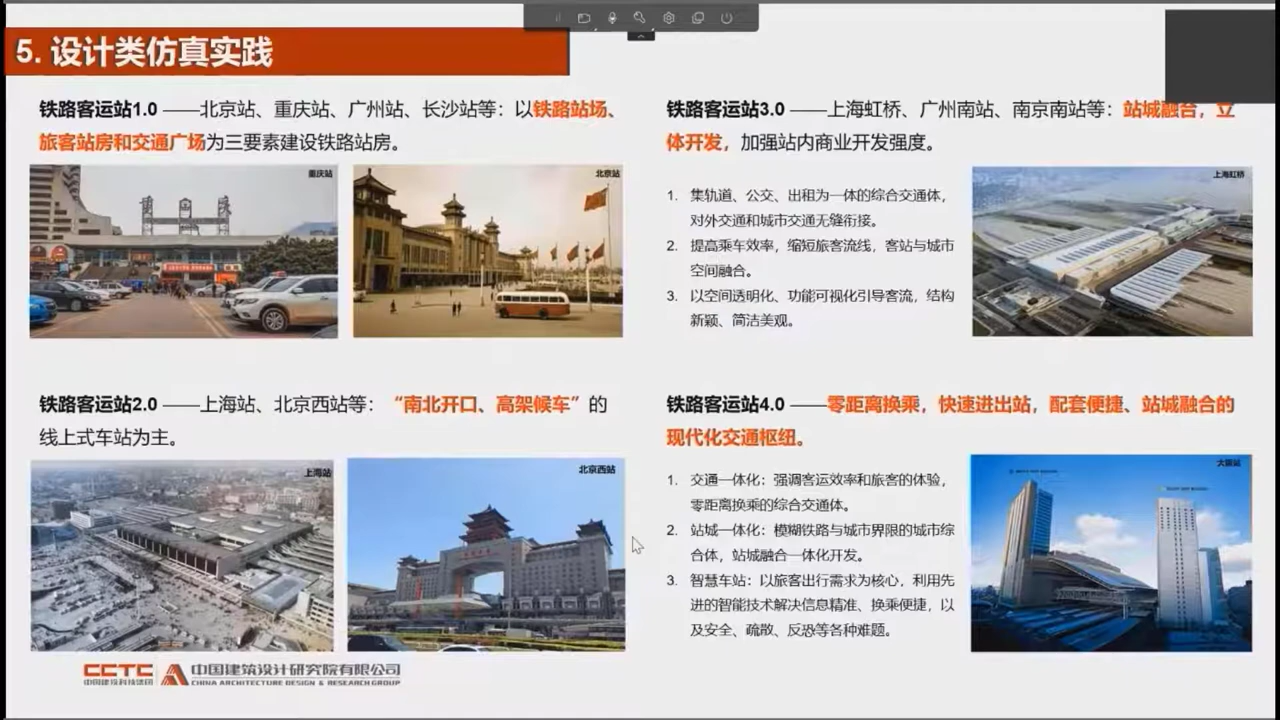 5. 设计类仿真实践
铁路客运站1.0 ——北京站、重庆站、广州站、长沙站等：以铁路站场、
旅客站房和交通广场为三要素建设铁路站房。
重庆站
北京站
铁路客运站2.0 ——上海站、北京西站等：“南北开口、高架候车”的
线上式车站为主。
上海站
北京西站
铁路客运站3.0 ——上海虹桥、广州南站、南京南站等：站城融合，立
体开发，加强站内商业开发强度。
1. 集轨道、公交、出租为一体的综合交通体，
对外交通和城市交通无缝衔接。
2. 提高乘车效率，缩短旅客流线，客站与城市
空间融合。
3. 以空间透明化、功能可视化引导客流，结构
新颖、简洁美观。
上海虹桥
铁路客运站4.0 ——零距离换乘，快速进出站，配套便捷、站城融合的
现代化交通枢纽。
1. 交通一体化：强调客运效率和旅客的体验，
零距离换乘的综合交通体。
2. 站城一体化：模糊铁路与城市界限的城市综
合体，站城融合一体化开发。
3. 智慧车站：以旅客出行需求为核心，利用先
进的智能技术解决信息精准、换乘便捷，以
及安全、疏散、反恐等各种难题。
大阪站
CCTC
中国建设科技集团
中国建筑设计研究院有限公司
CHINA ARCHITECTURE DESIGN & RESEARCH GROUP